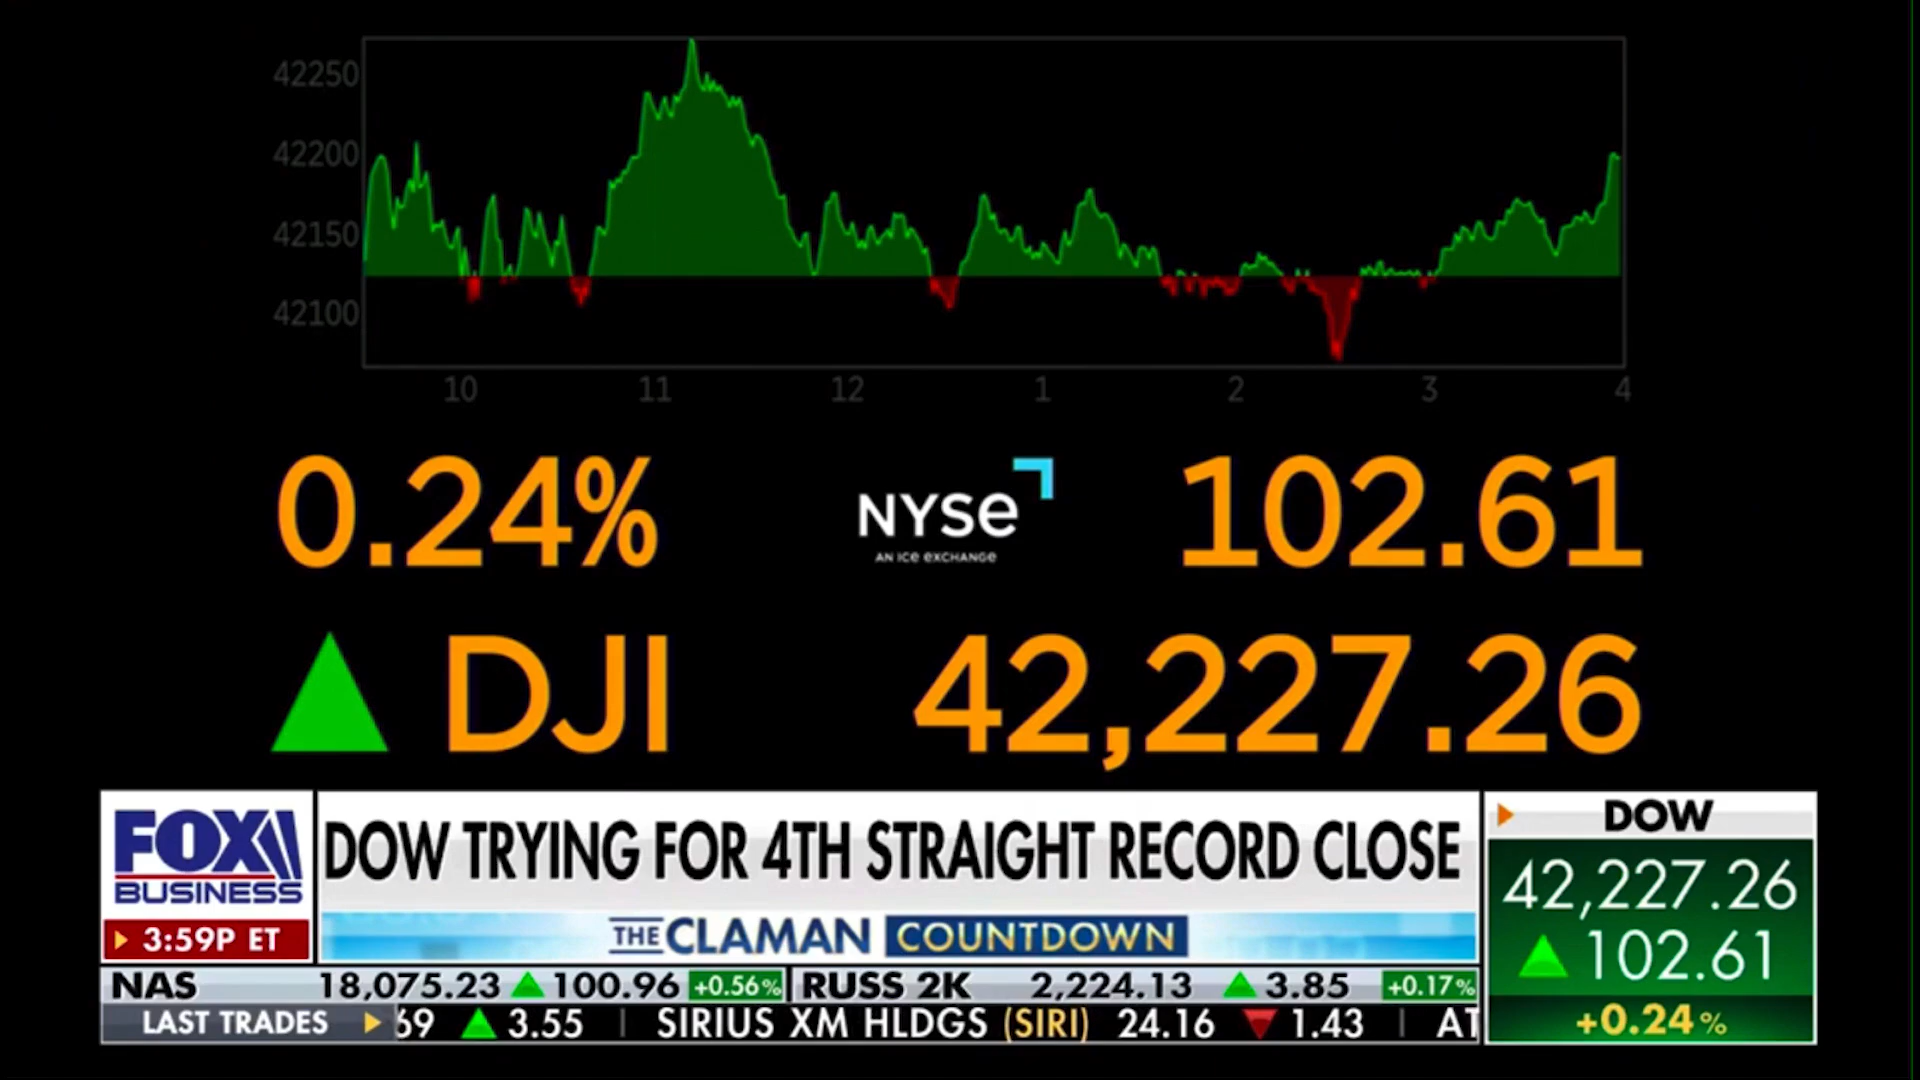 42250
42200
42150
42100
10 11 12 1 2 3 4
0.24% NYSE 102.61
AN ICE EXCHANGE
DJI 42,227.26
FOX BUSINESS
3:59P ET
DOW TRYING FOR 4TH STRAIGHT RECORD CLOSE
THE CLAMAN COUNTDOWN
DOW
42,227.26
102.61
+0.24%
NAS 18,075.23 100.96 +0.56% RUSS 2K 2,224.13 3.85 +0.17%
LAST TRADES 69 3.55 | SIRIUS XM HLDGS (SIRI) 24.16 1.43 | AT